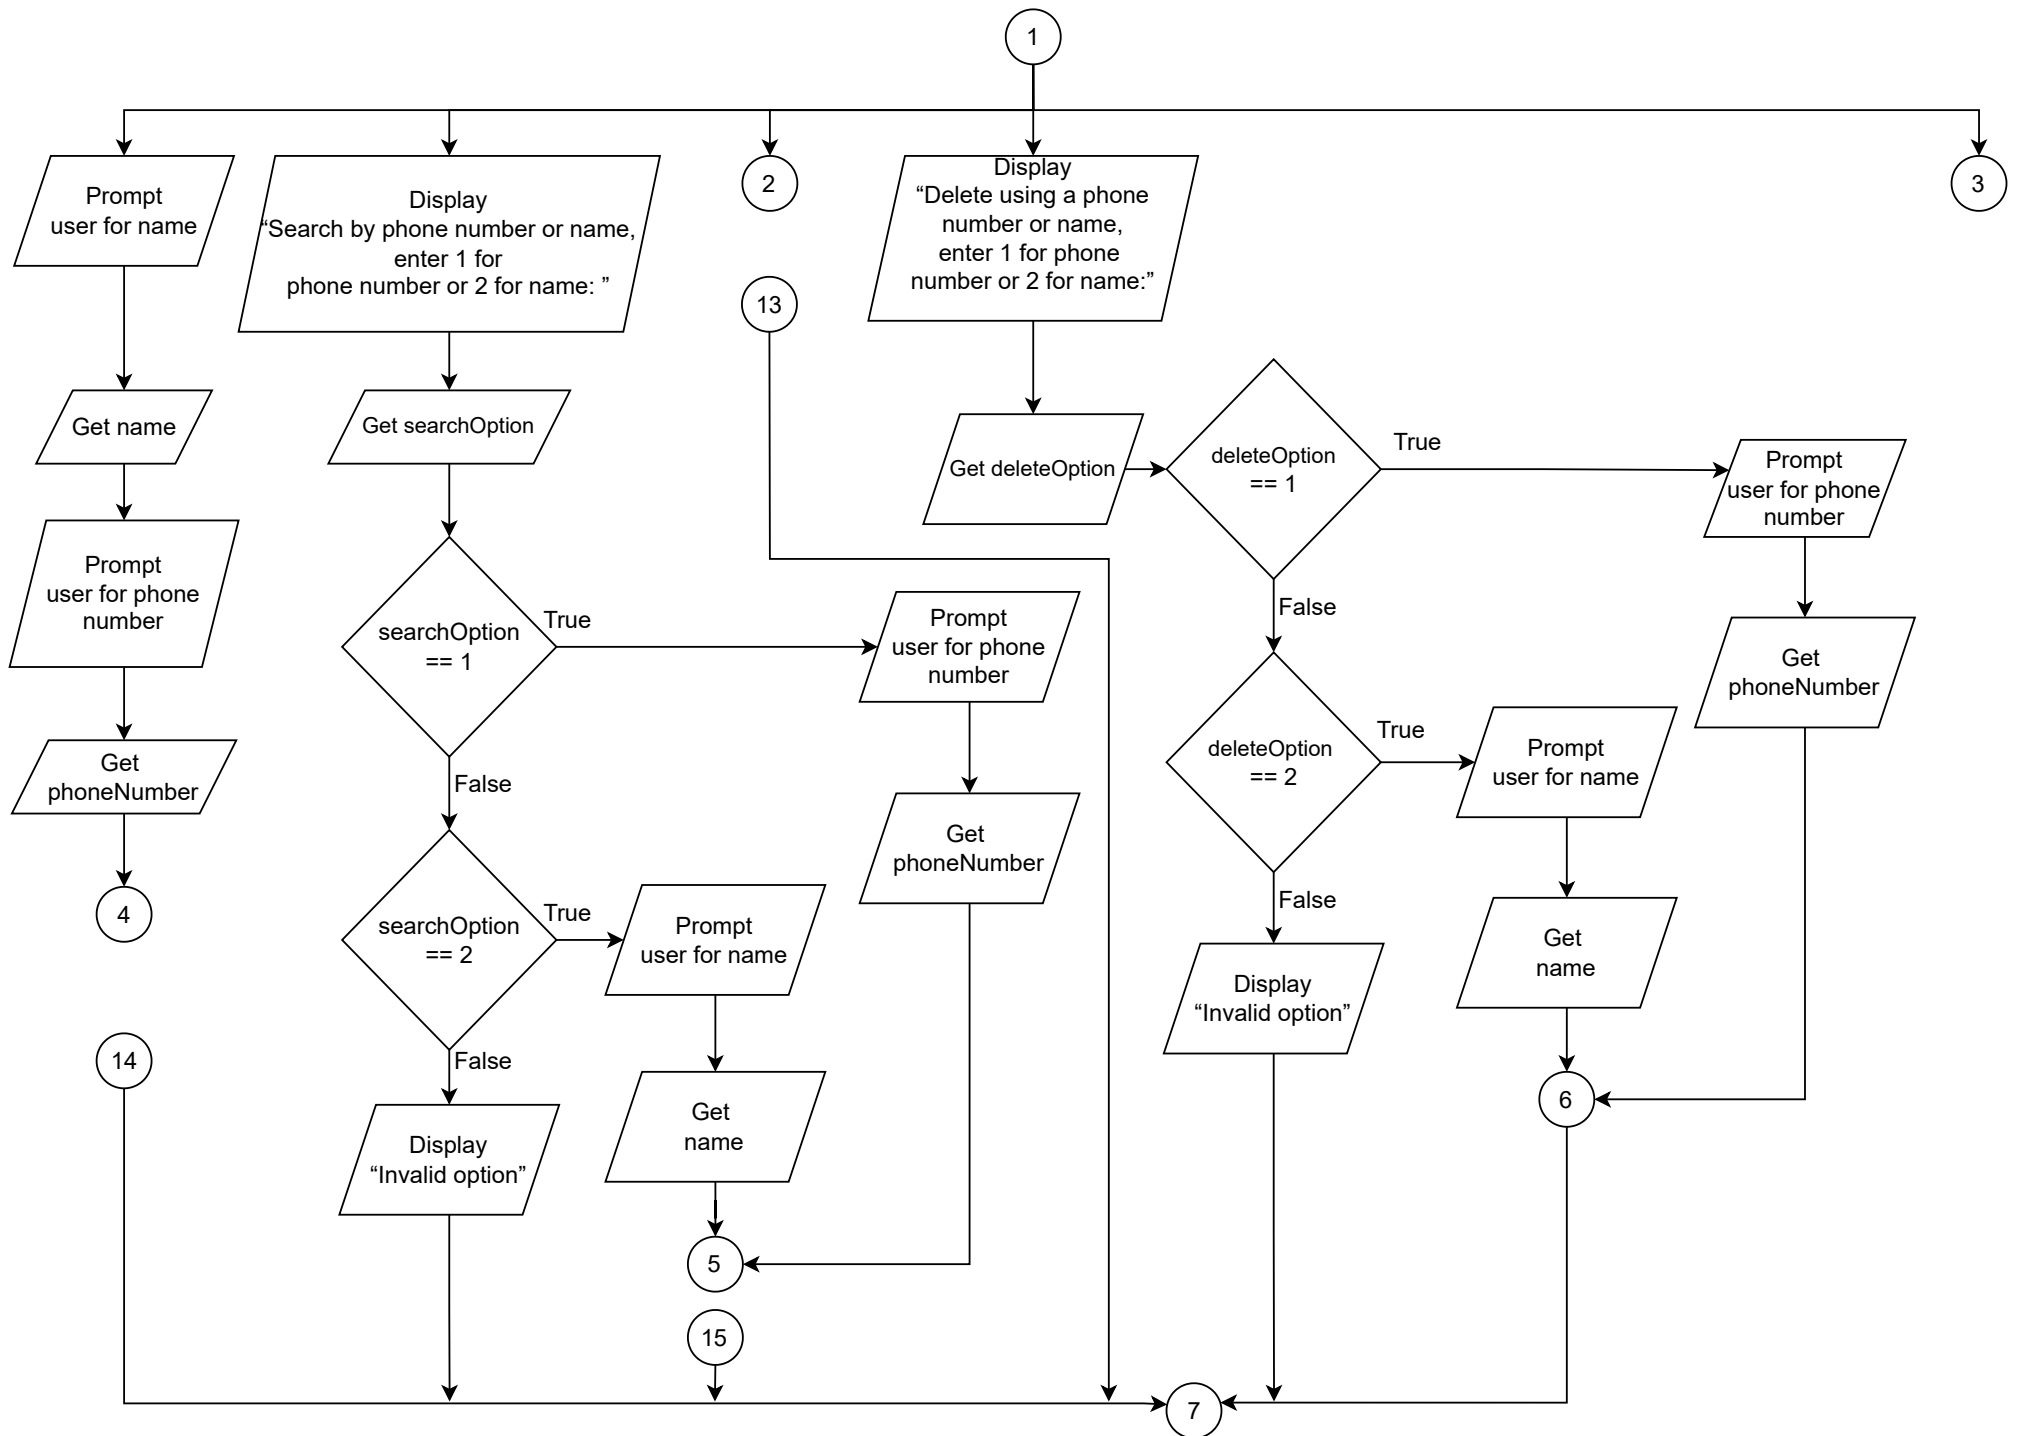 1
Prompt
user for name
Display
“Search by phone number or name,
enter 1 for
phone number or 2 for name: ”
2
Display
“Delete using a phone
number or name,
enter 1 for phone
number or 2 for name:”
3
13
Get name
Get searchOption
Get deleteOption
deleteOption
== 1
True
Prompt
user for phone
number
False
Prompt
user for phone
number
searchOption
== 1
True
Prompt
user for phone
number
Get
phoneNumber
False
Get
phoneNumber
deleteOption
== 2
True
Prompt
user for name
False
4
Get
phoneNumber
searchOption
== 2
True
Prompt
user for name
Get
name
Display
“Invalid option”
False
14
Get
name
6
Display
“Invalid option”
5
15
7